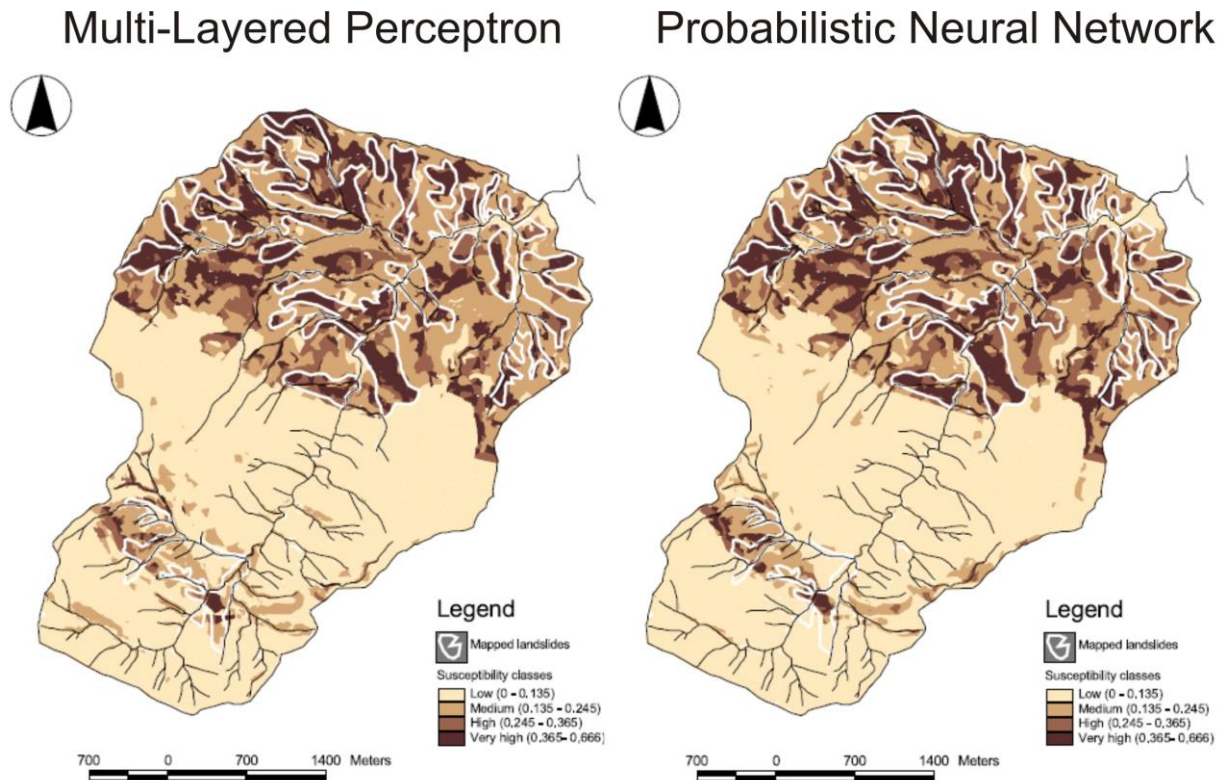 Multi-Layered Perceptron
Probabilistic Neural Network
Legend
Mapped landslides
Susceptibility classes
Low (0 - 0.135)
Medium (0.135 - 0.245)
High (0.245 - 0.365)
Very high (0.365- 0.666)
700 0 700 1400 Meters
Legend
Mapped landslides
Susceptibility classes
Low (0 - 0.135)
Medium (0.135 - 0.245)
High (0.245 - 0.365)
Very high (0.365- 0.666)
700 0 700 1400 Meters